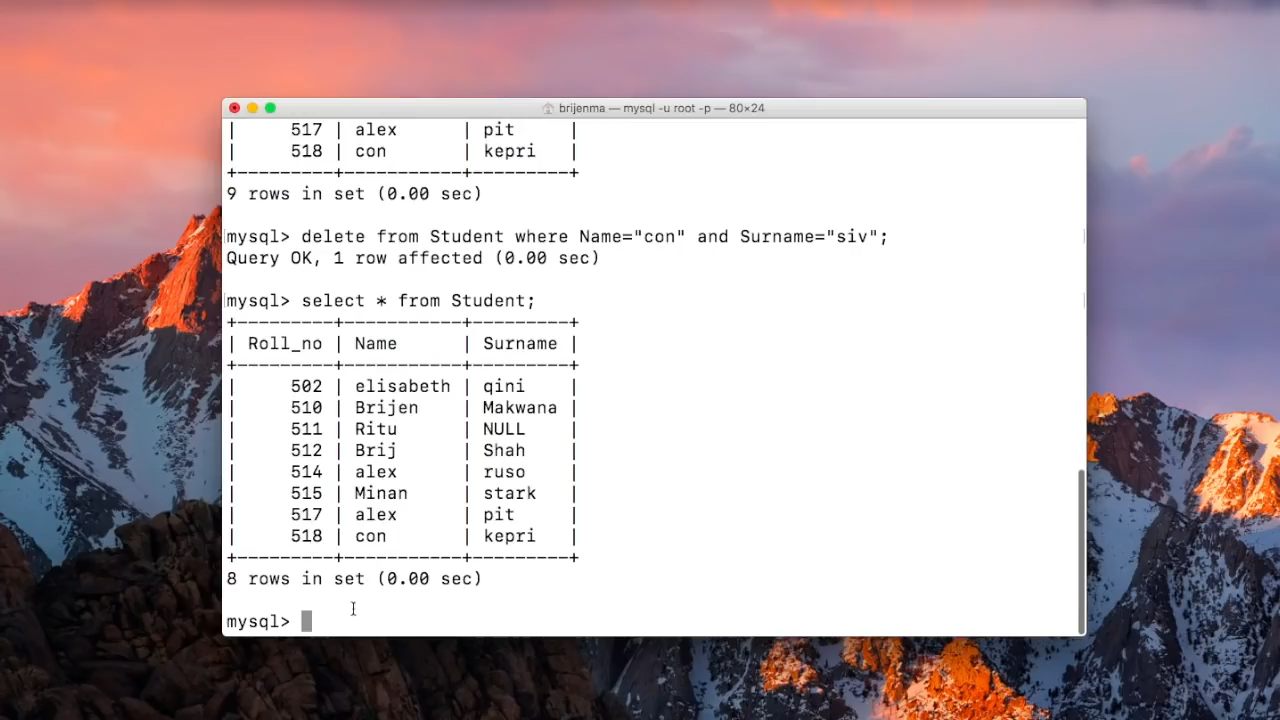 brijenma — mysql -u root -p — 80×24
|      517 | alex      | pit     |
|      518 | con       | kepri   |
+----------+-----------+---------+
9 rows in set (0.00 sec)
mysql> delete from Student where Name="con" and Surname="siv";
Query OK, 1 row affected (0.00 sec)
mysql> select * from Student;
+----------+-----------+---------+
| Roll_no | Name      | Surname |
+----------+-----------+---------+
|     502 | elisabeth | qini    |
|     510 | Brijen    | Makwana |
|     511 | Ritu      | NULL    |
|     512 | Brij      | Shah    |
|     514 | alex      | ruso    |
|     515 | Minan     | stark   |
|     517 | alex      | pit     |
|     518 | con       | kepri   |
+----------+-----------+---------+
8 rows in set (0.00 sec)
mysql>